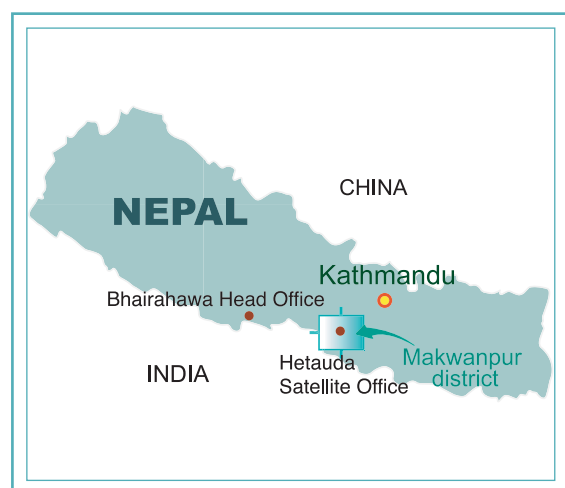 CHINA
NEPAL
Kathmandu
Bhairahawa Head Office
Makwanpur
district
Hetauda
Satellite Office
INDIA